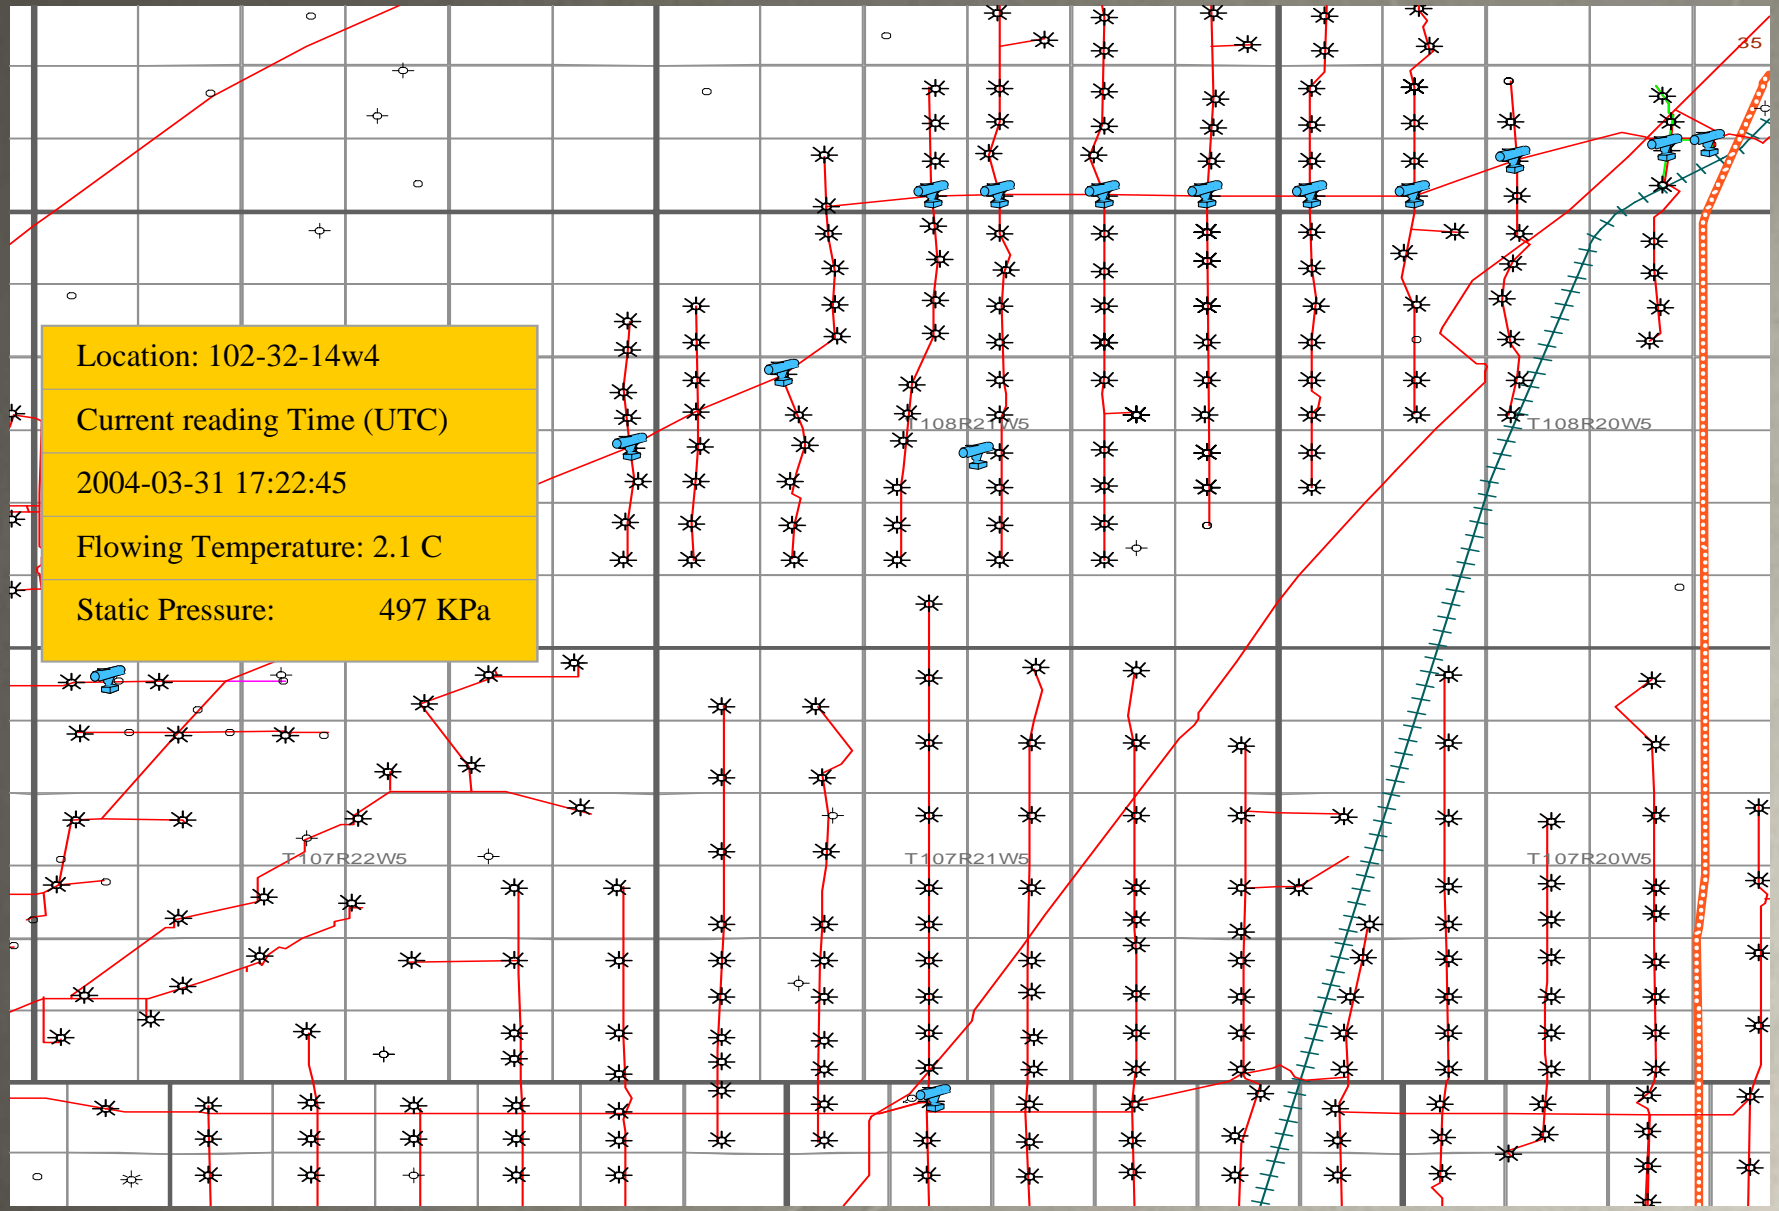 35
Location: 102-32-14w4
Current reading Time (UTC)
2004-03-31 17:22:45
Flowing Temperature: 2.1 C
Static Pressure: 497 KPa
T108R21W5
T108R20W5
T107R22W5
T107R21W5
T107R20W5